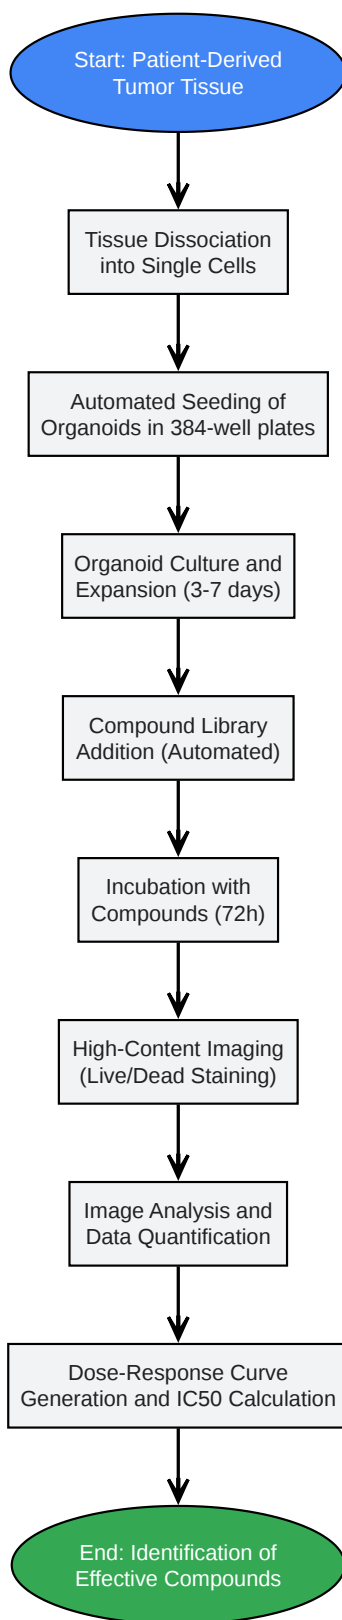 Start: Patient-Derived
Tumor Tissue
Tissue Dissociation
into Single Cells
Automated Seeding of
Organoids in 384-well plates
Organoid Culture and
Expansion (3-7 days)
Compound Library
Addition (Automated)
Incubation with
Compounds (72h)
High-Content Imaging
(Live/Dead Staining)
Image Analysis and
Data Quantification
Dose-Response Curve
Generation and IC50 Calculation
End: Identification of
Effective Compounds